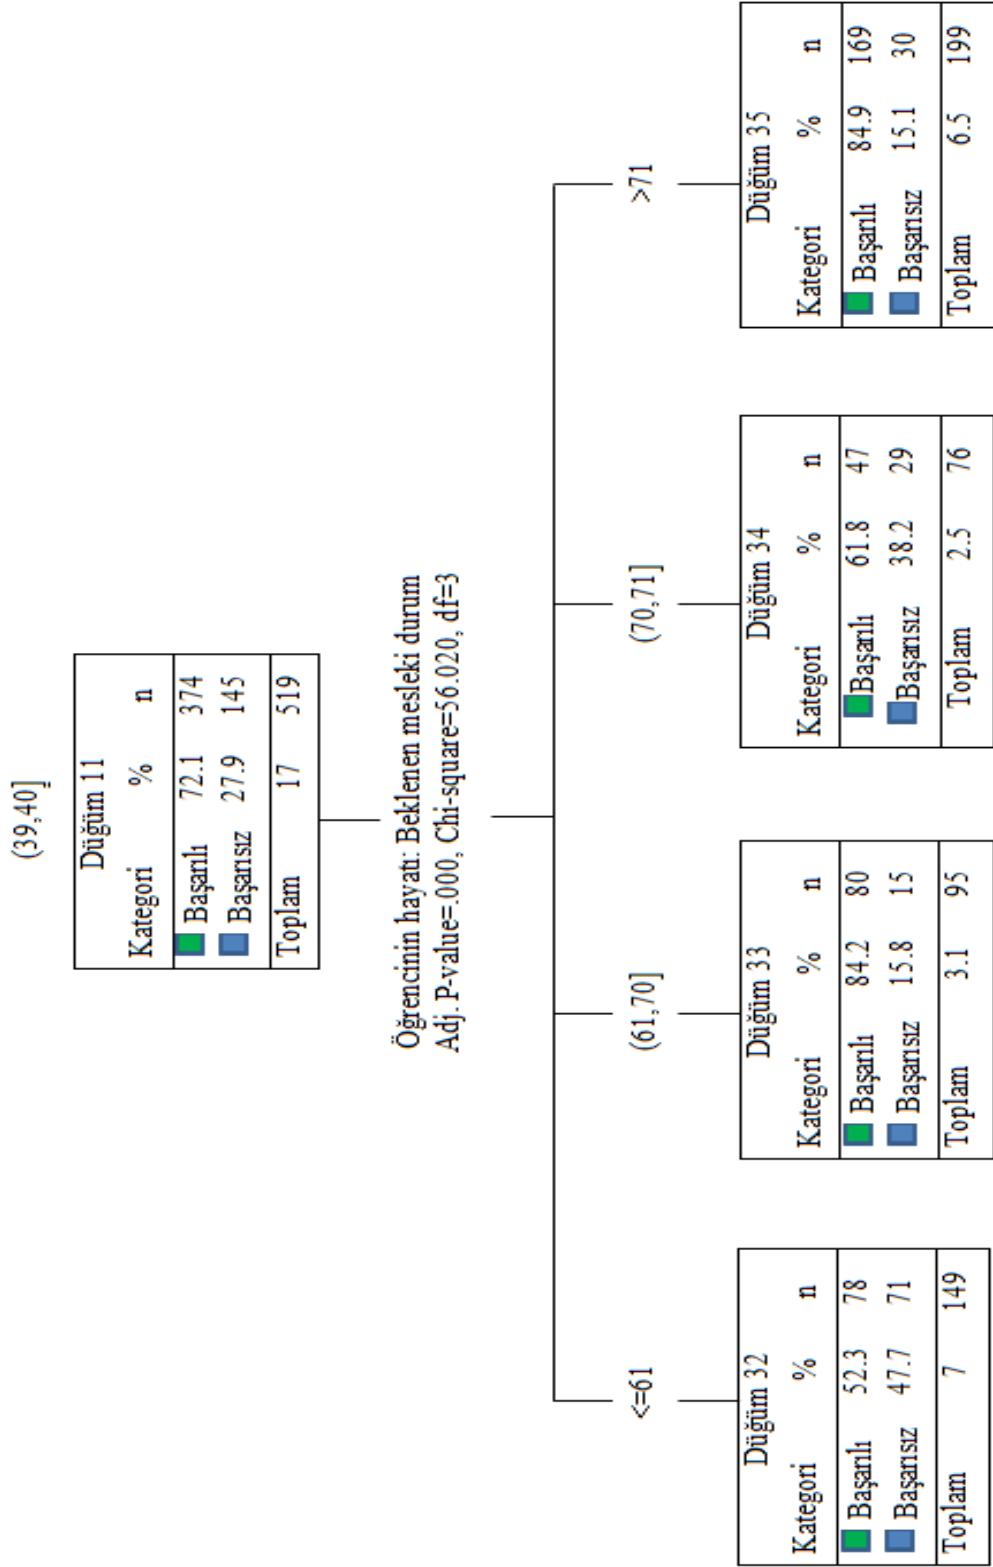 (39,40]
Düğüm 11
Kategori % n
Başarılı 72.1 374
Başarısız 27.9 145
Toplam 17 519
Öğrencinin hayatı: Beklenen mesleki durum
Adj. P-value=.000, Chi-square=56.020, df=3
<=61
Düğüm 32
Kategori % n
Başarılı 52.3 78
Başarısız 47.7 71
Toplam 7 149
(61,70]
Düğüm 33
Kategori % n
Başarılı 84.2 80
Başarısız 15.8 15
Toplam 3.1 95
(70,71]
Düğüm 34
Kategori % n
Başarılı 61.8 47
Başarısız 38.2 29
Toplam 2.5 76
>71
Düğüm 35
Kategori % n
Başarılı 84.9 169
Başarısız 15.1 30
Toplam 6.5 199